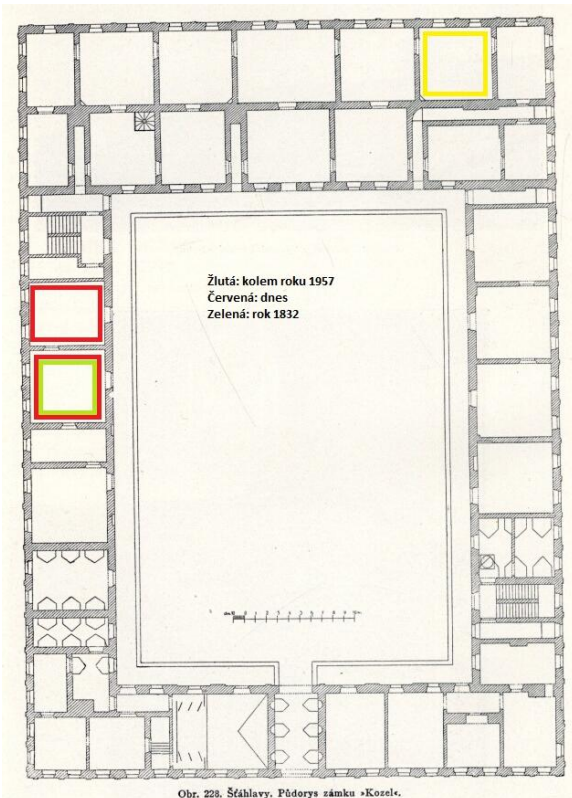 Žlutá: kolem roku 1957
Červená: dnes
Zelená: rok 1832
Obr. 228. Šťáhlavy. Půdorys zámku »Kozel«.